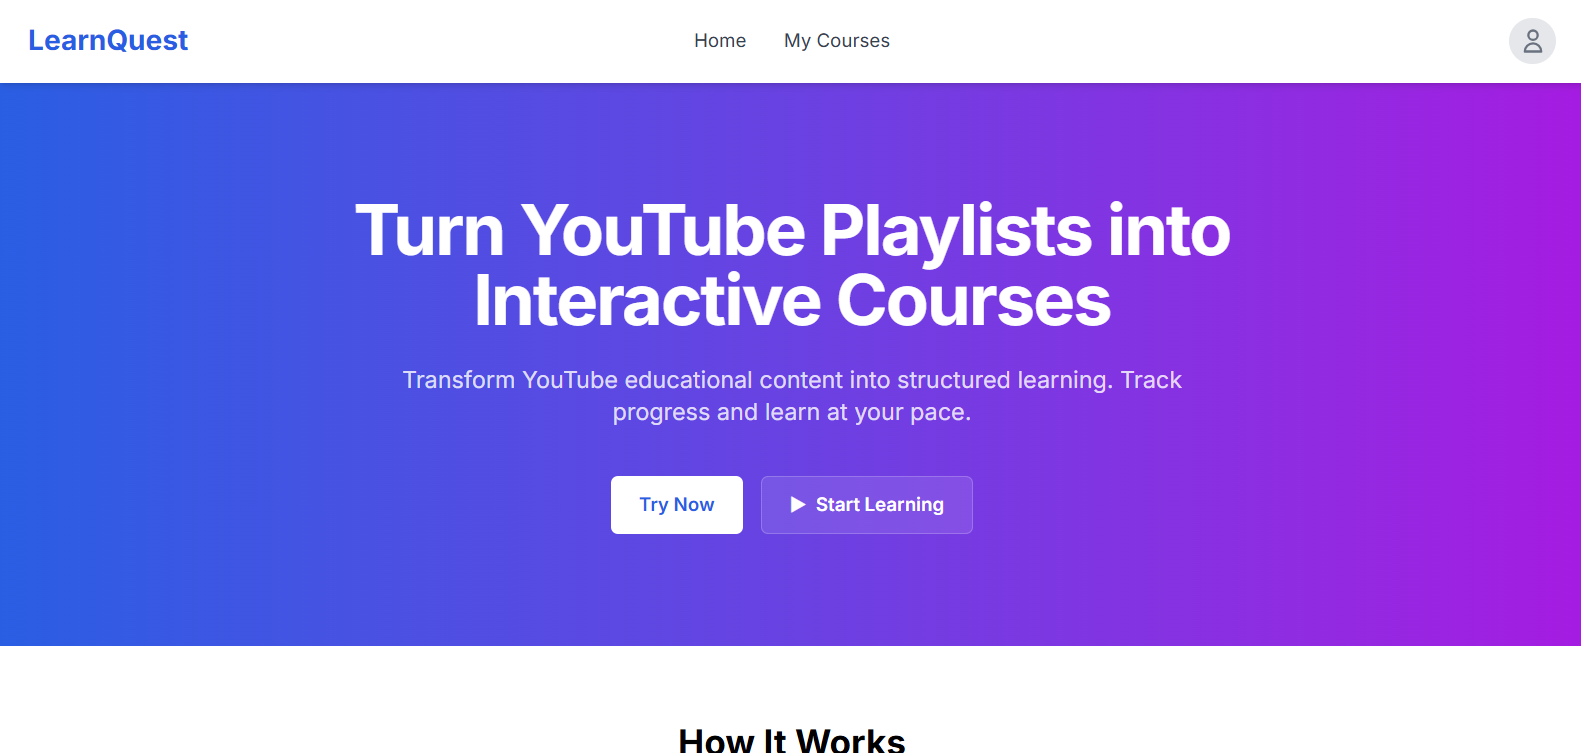 LearnQuest
Home
My Courses
Turn YouTube Playlists into
Interactive Courses
Transform YouTube educational content into structured learning. Track
progress and learn at your pace.
Try Now
Start Learning
How It Works